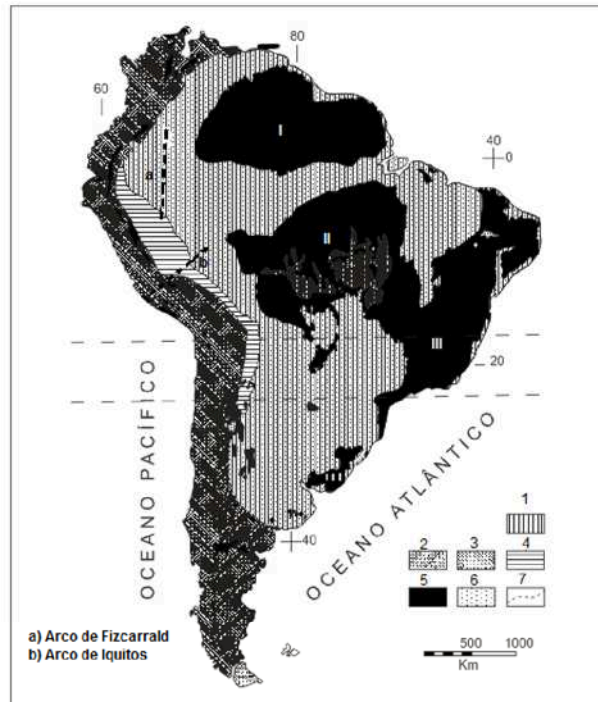 80
60
I
a
40
0
b
II
III
20
OCEANO PACÍFICO
OCEANO ATLÂNTICO
40
1
2 3 4
5 6 7
a) Arco de Fizcarrald
b) Arco de Iquitos
500 1000
Km